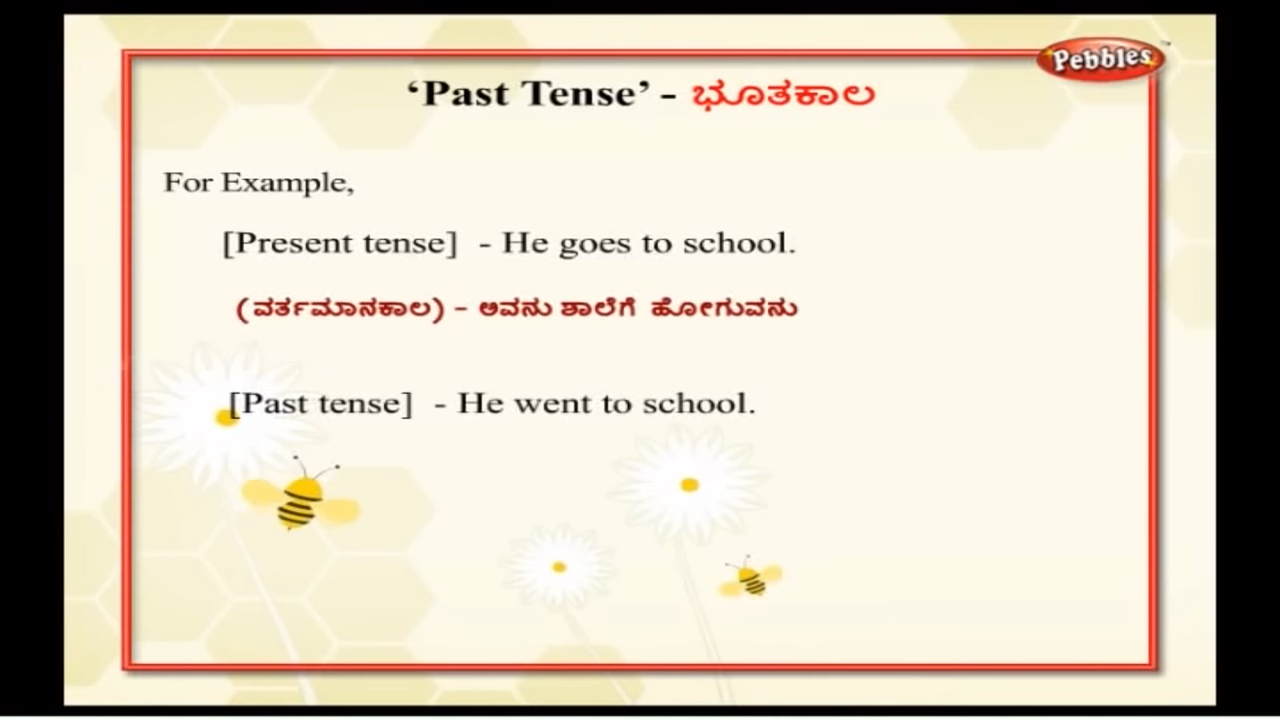 Pebbles™
‘Past Tense’ - ಭೂತಕಾಲ
For Example,
[Present tense] - He goes to school.
(ವರ್ತಮಾನಕಾಲ) - ಅವನು ಶಾಲೆಗೆ ಹೋಗುವನು
[Past tense] - He went to school.